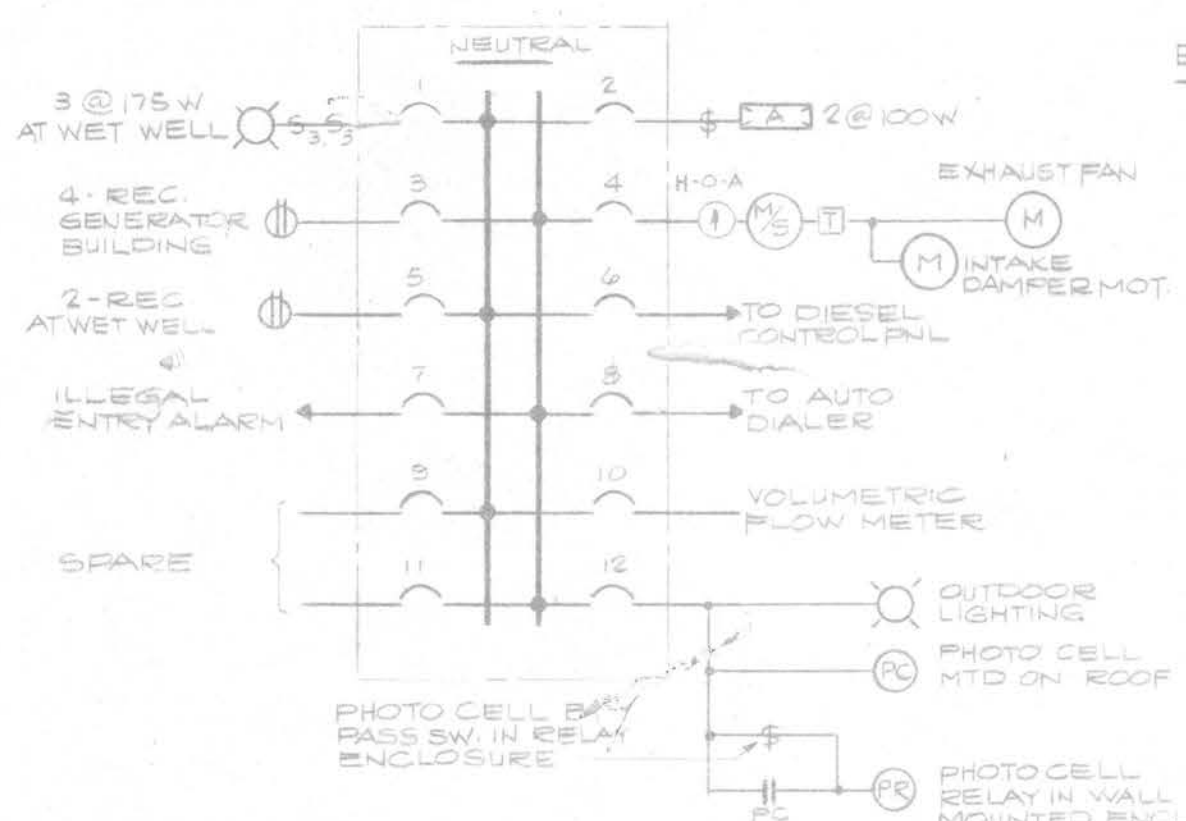 NEUTRAL
E
3 @ 175 W
AT WET WELL
S3, S3
1
2
$
A
2 @ 100W
4-REC.
GENERATOR
BUILDING
3
4
H-O-A
M/S
T
EXHAUST FAN
M
M
INTAKE
DAMPER MOT.
2-REC
AT WET WELL
5
6
TO DIESEL
CONTROL PNL
ILLEGAL
ENTRY ALARM
7
8
TO AUTO
DIALER
9
10
VOLUMETRIC
FLOW METER
SPARE
11
12
OUTDOOR
LIGHTING
PC
PHOTO CELL
MTD ON ROOF
PHOTO CELL
PASS SW. IN RELAY
ENCLOSURE
$
PC
PR
PHOTO CELL
RELAY IN WALL
MOUNTED ENCL